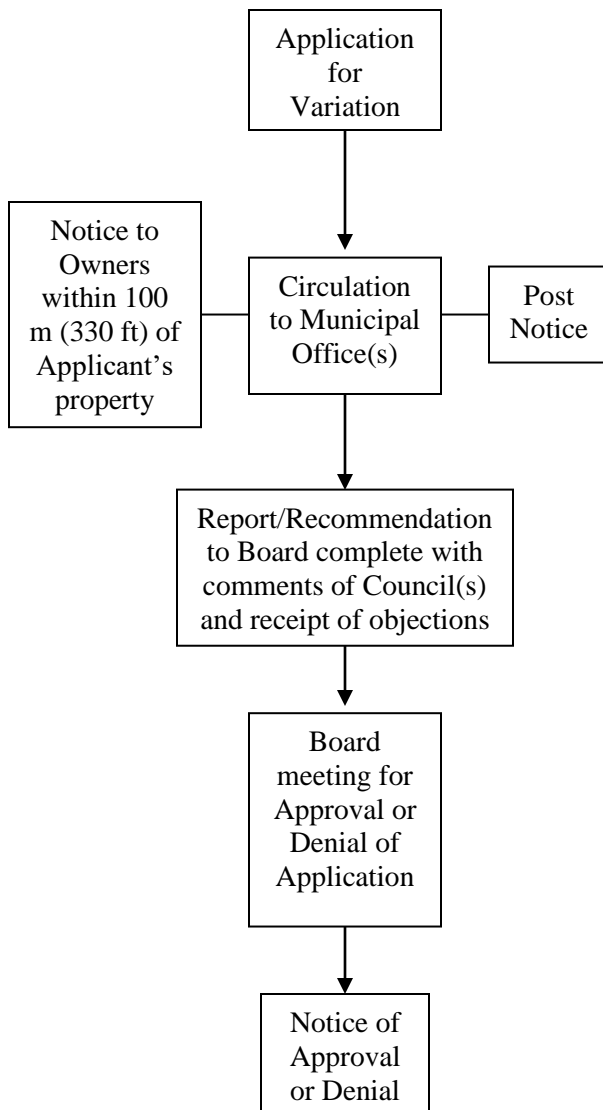 Application
for
Variation
Notice to
Owners
within 100
m (330 ft) of
Applicant’s
property
Circulation
to Municipal
Office(s)
Post
Notice
Report/Recommendation
to Board complete with
comments of Council(s)
and receipt of objections
Board
meeting for
Approval or
Denial of
Application
Notice of
Approval
or Denial